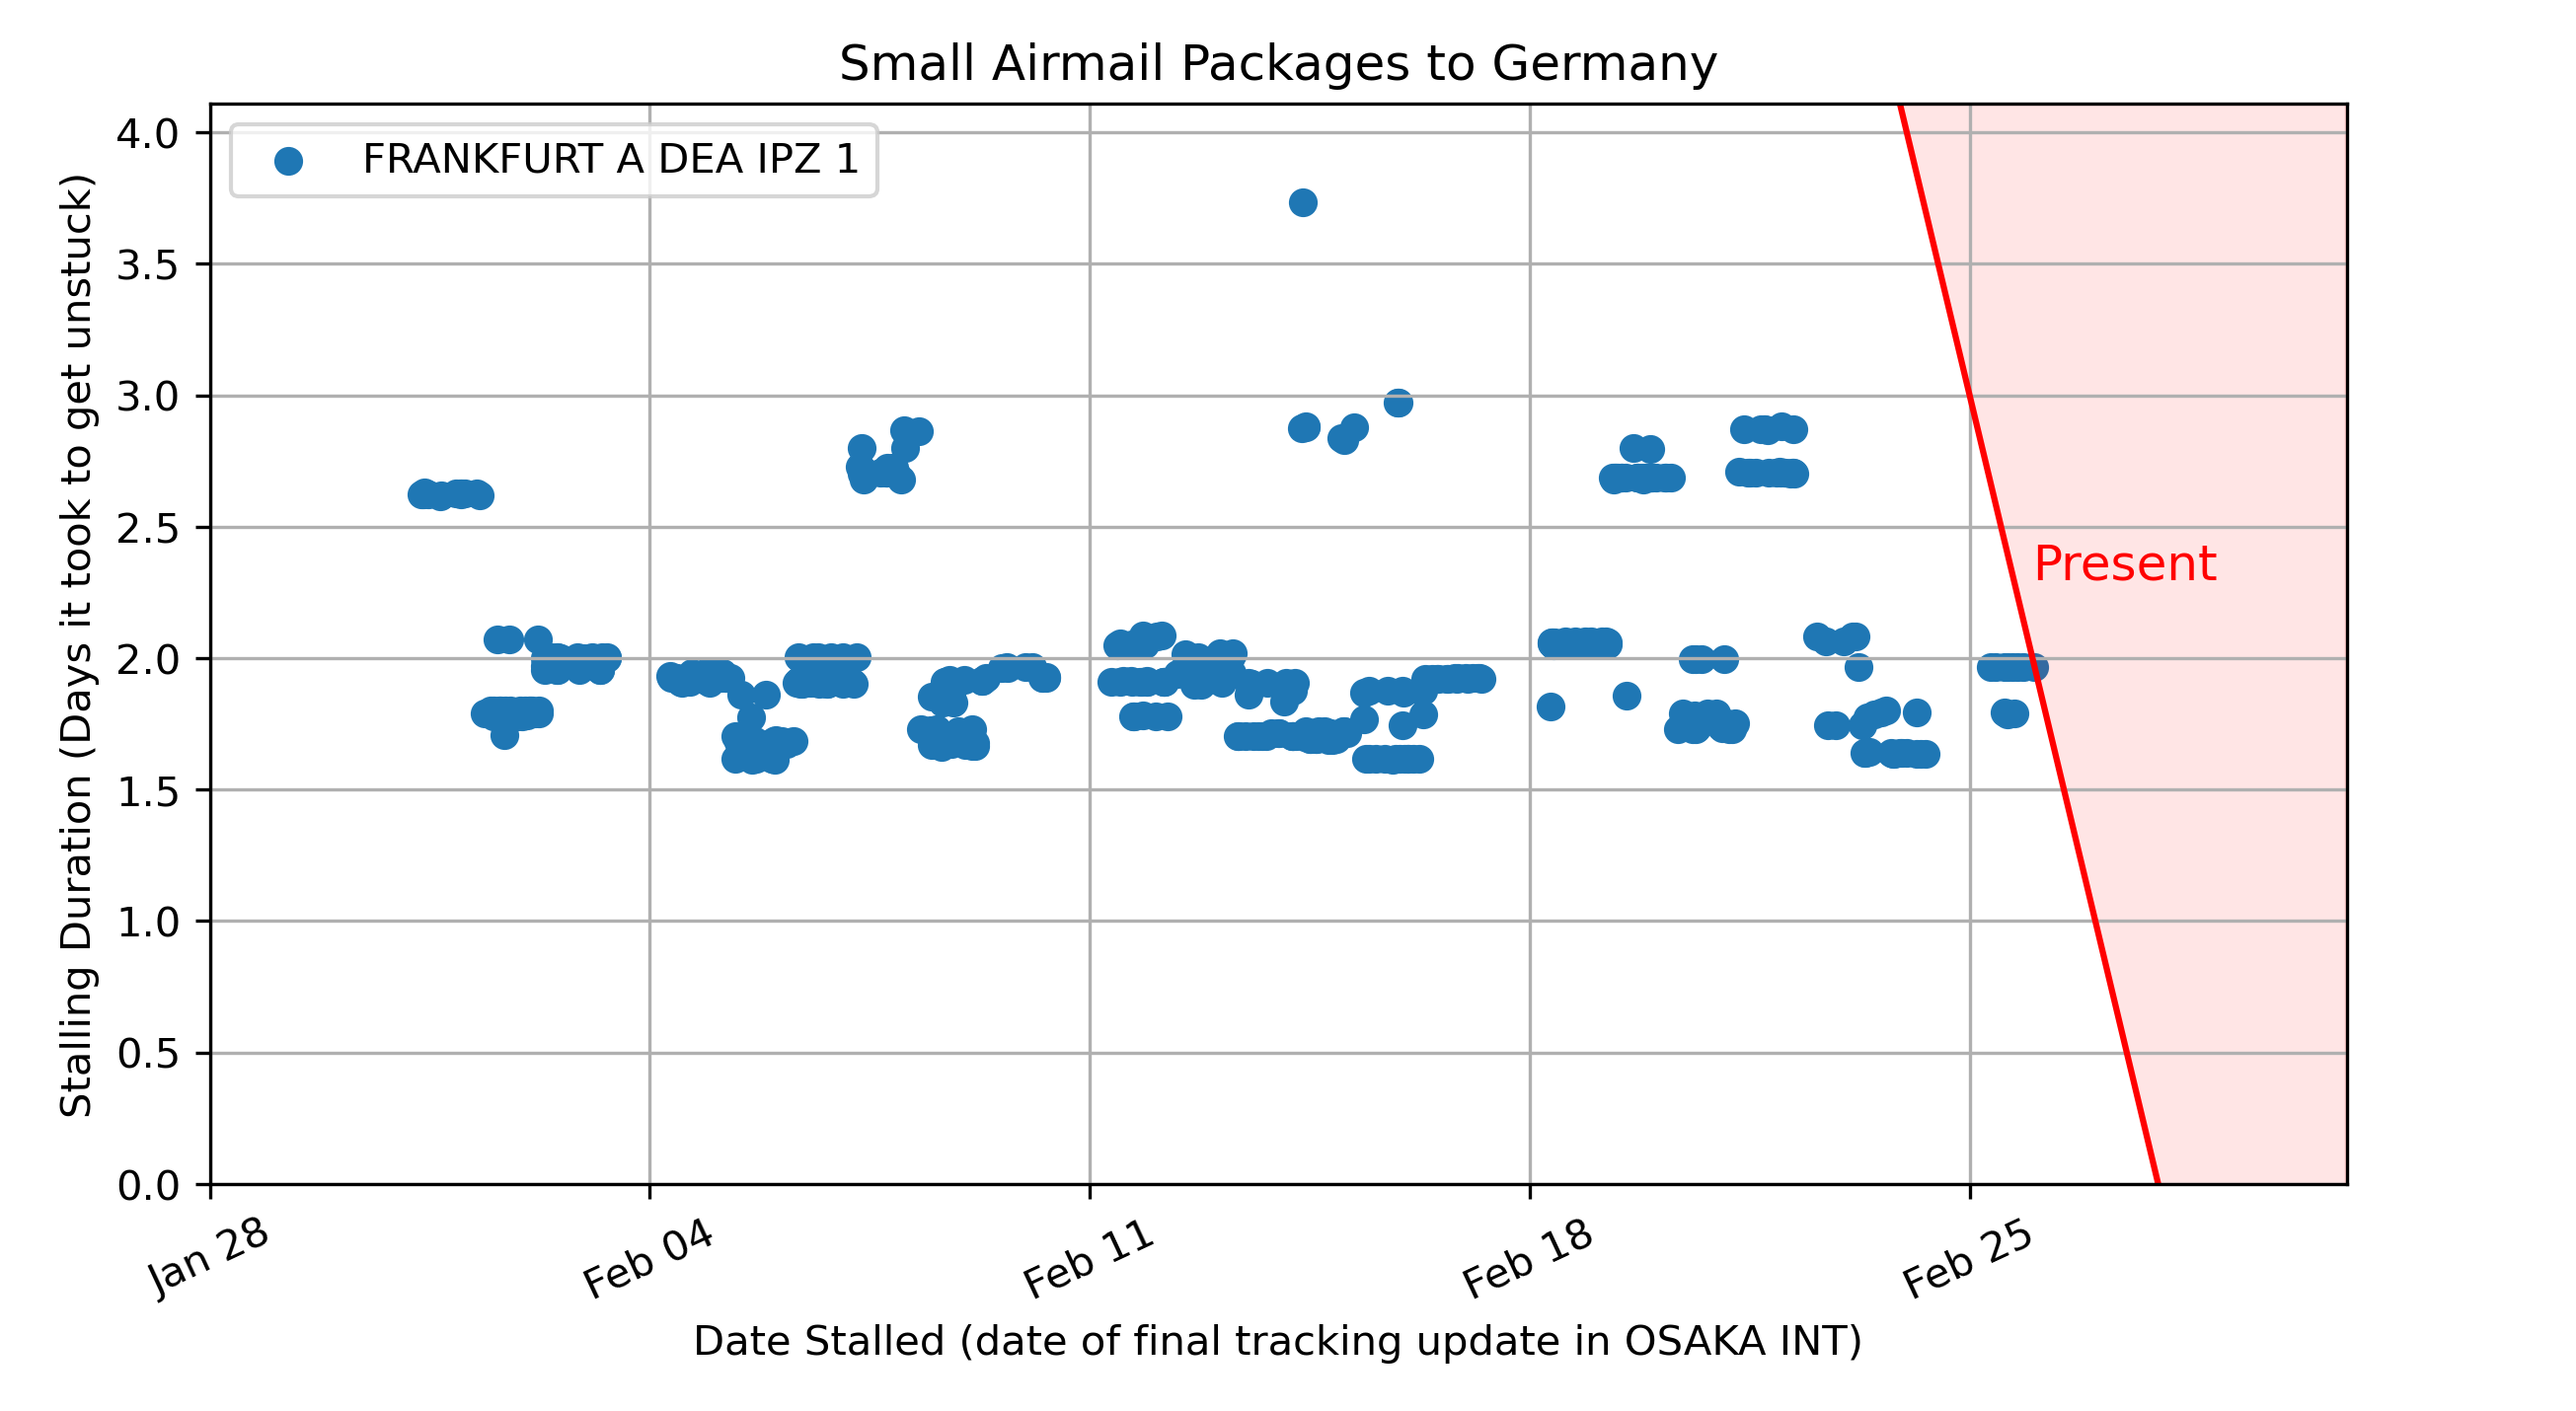 Small Airmail Packages to Germany
FRANKFURT A DEA IPZ 1
Stalling Duration (Days it took to get unstuck)
4.0
3.5
3.0
2.5
2.0
1.5
1.0
0.5
0.0
Present
Jan 28
Feb 04
Feb 11
Feb 18
Feb 25
Date Stalled (date of final tracking update in OSAKA INT)